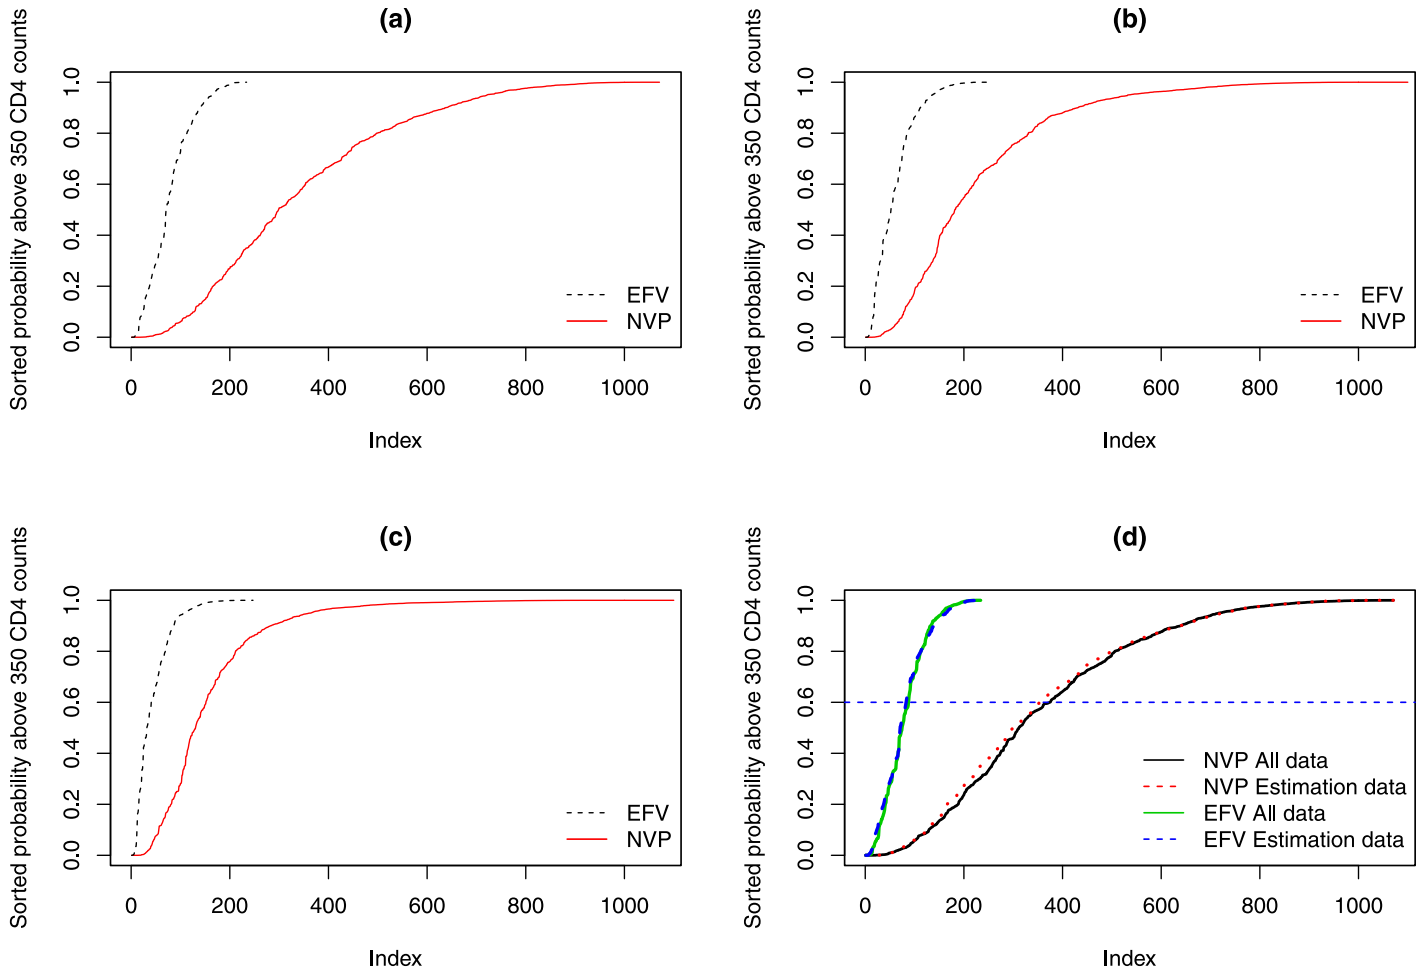 (a)
Sorted probability above 350 CD4 counts
1.0
0.8
0.6
0.4
0.2
0.0
EFV
NVP
0 200 400 600 800 1000
Index
(b)
Sorted probability above 350 CD4 counts
1.0
0.8
0.6
0.4
0.2
0.0
EFV
NVP
0 200 400 600 800 1000
Index
(c)
Sorted probability above 350 CD4 counts
1.0
0.8
0.6
0.4
0.2
0.0
EFV
NVP
0 200 400 600 800 1000
Index
(d)
Sorted probability above 350 CD4 counts
1.0
0.8
0.6
0.4
0.2
0.0
NVP All data
NVP Estimation data
EFV All data
EFV Estimation data
0 200 400 600 800 1000
Index